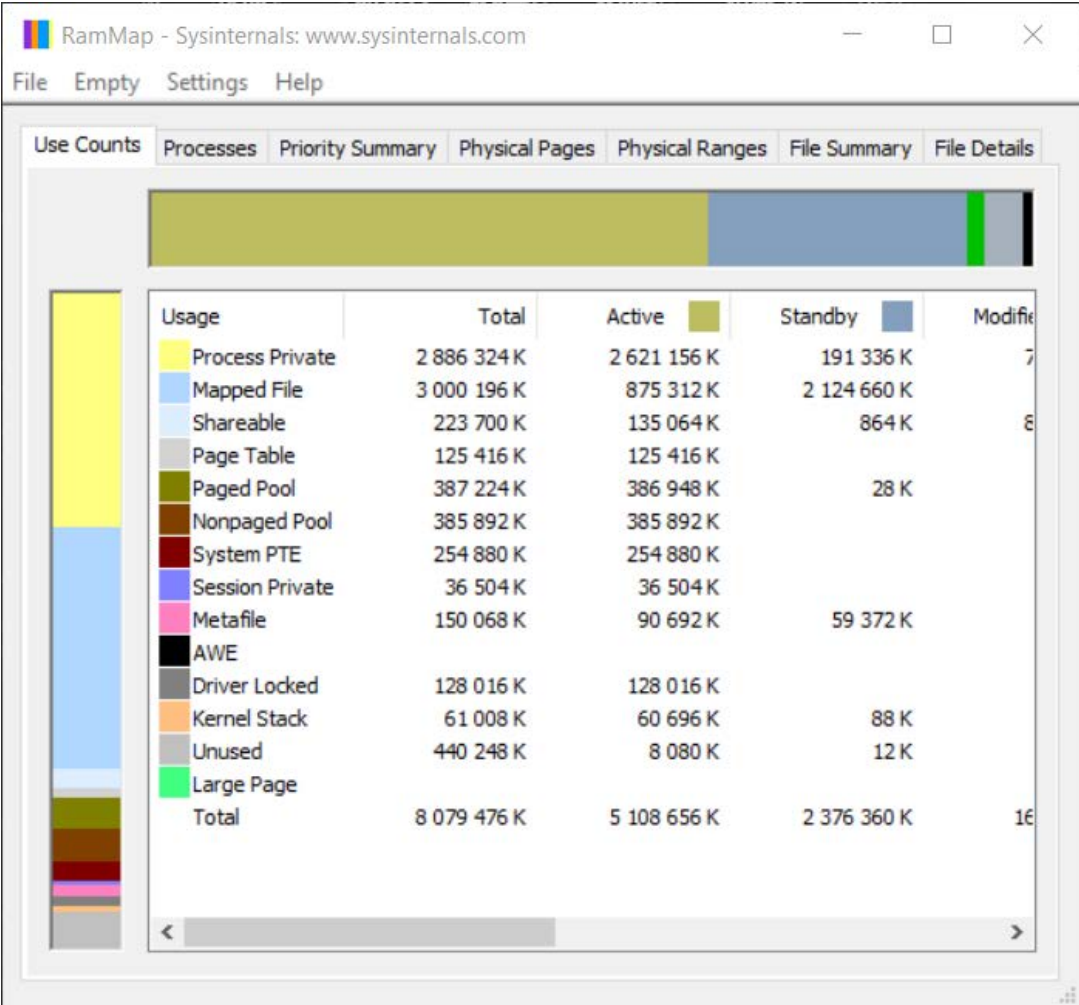 RamMap - Sysinternals: www.sysinternals.com
File Empty Settings Help
Use Counts Processes Priority Summary Physical Pages Physical Ranges File Summary File Details
Usage Total Active Standby Modifie
Process Private 2 886 324 K 2 621 156 K 191 336 K 7
Mapped File 3 000 196 K 875 312 K 2 124 660 K
Shareable 223 700 K 135 064 K 864 K 8
Page Table 125 416 K 125 416 K
Paged Pool 387 224 K 386 948 K 28 K
Nonpaged Pool 385 892 K 385 892 K
System PTE 254 880 K 254 880 K
Session Private 36 504 K 36 504 K
Metafile 150 068 K 90 692 K 59 372 K
AWE
Driver Locked 128 016 K 128 016 K
Kernel Stack 61 008 K 60 696 K 88 K
Unused 440 248 K 8 080 K 12 K
Large Page
Total 8 079 476 K 5 108 656 K 2 376 360 K 16